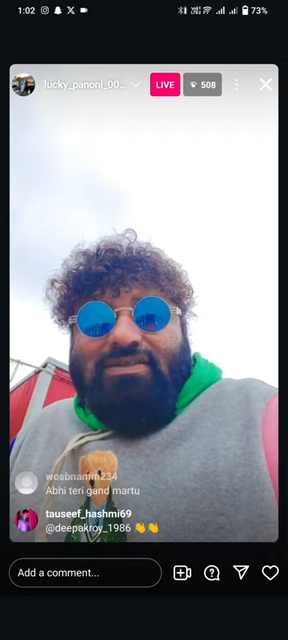 1:02
73%
lucky_panoni_00...
LIVE
508
wosbnamm234
Abhi teri gand martu
tauseef_hashmi69
@deepakroy_1986 👏👏
Add a comment...